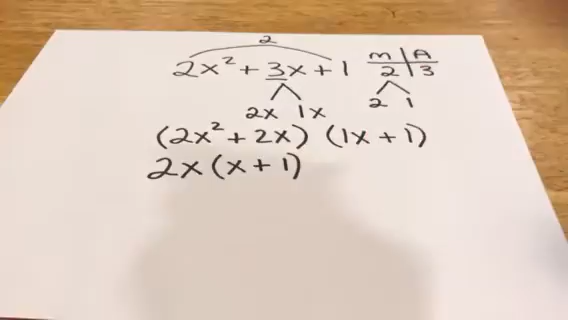 2
2x² + 3x + 1
M A
2 3
2x 1x
2 1
(2x² + 2x) (1x + 1)
2x(x + 1)